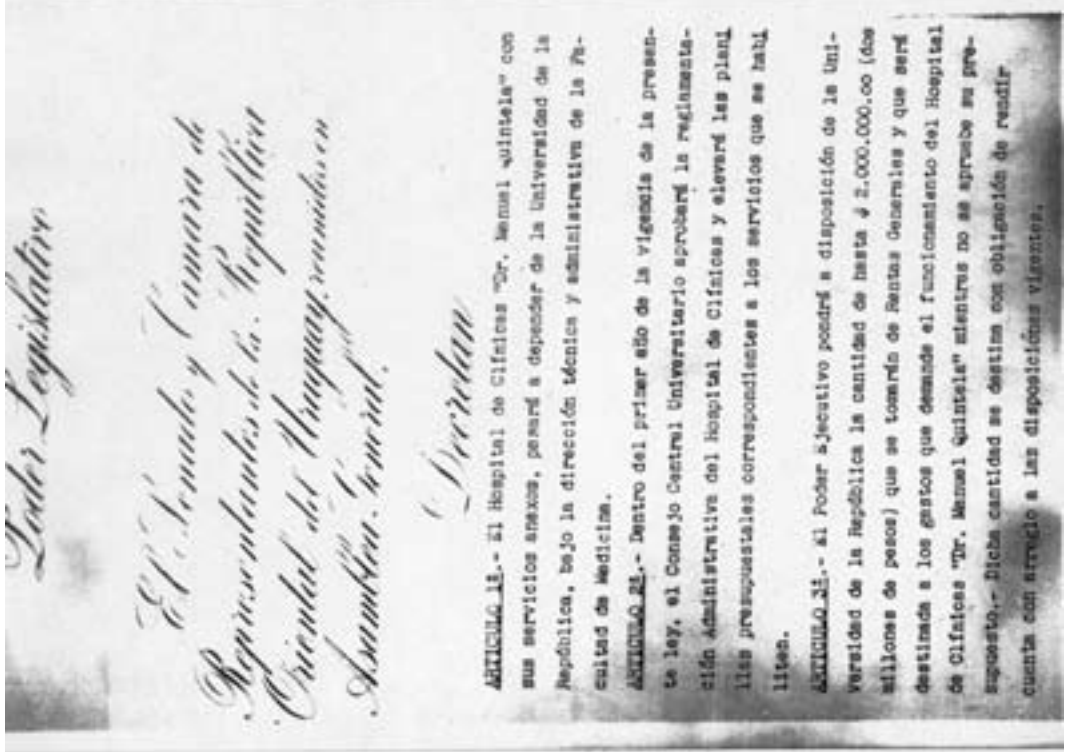 Poder Legislativo
El Senado y Cámara de
Representantes de la República
Oriental del Uruguay, reunidos en
Asamblea General,
Decretan
ARTICULO 1º.- El Hospital de Clínicas "Dr. Manuel Quintela" con
sus servicios anexos, pasará a depender de la Universidad de la
República, bajo la dirección técnica y administrativa de la Fa-
cultad de Medicina.
ARTICULO 2º.- Dentro del primer año de la vigencia de la presen-
te ley, el Consejo Central Universitario aprobará la reglamenta-
ción Administrativa del Hospital de Clínicas y elevará las plani
llas presupuestales correspondientes a los servicios que se habi
liten.
ARTICULO 3º.- El Poder Ejecutivo pondrá a disposición de la Uni-
versidad de la República la cantidad de hasta $ 2.000.000.oo (dos
millones de pesos) que se tomarán de Rentas Generales y que será
destinada a los gastos que demande el funcionamiento del Hospital
de Clínicas "Dr. Manuel Quintela" mientras no se apruebe su pre-
supuesto.- Dicha cantidad se destina con obligación de rendir
cuenta con arreglo a las disposiciones vigentes.